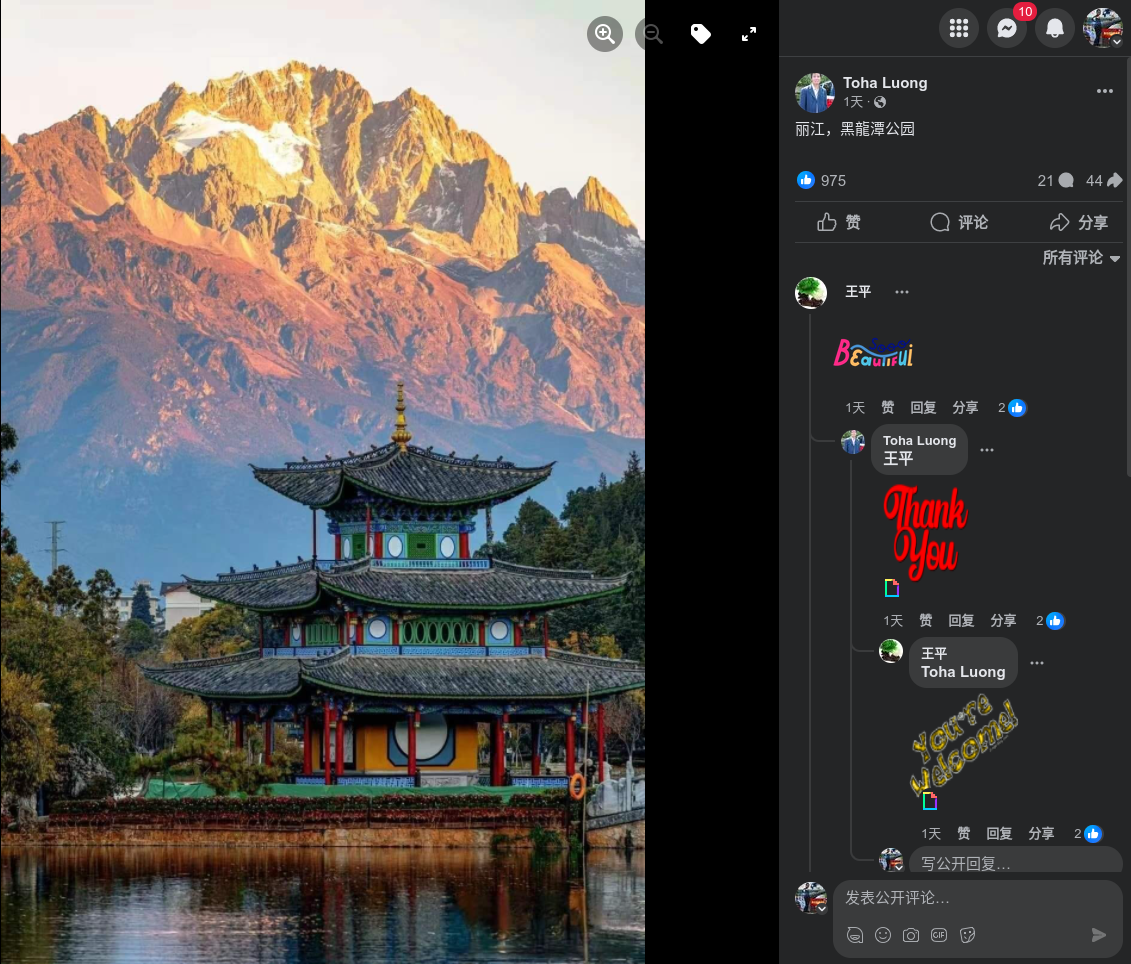 10
Toha Luong
1天 ·
丽江，黑龍潭公园
975
21
44
赞
评论
分享
所有评论
王平
Super
BEautiFul
1天 赞 回复 分享 2
Toha Luong
王平
Thank
You
1天 赞 回复 分享 2
王平
Toha Luong
You're
welcome!
1天 赞 回复 分享 2
写公开回复…
发表公开评论…
GIF